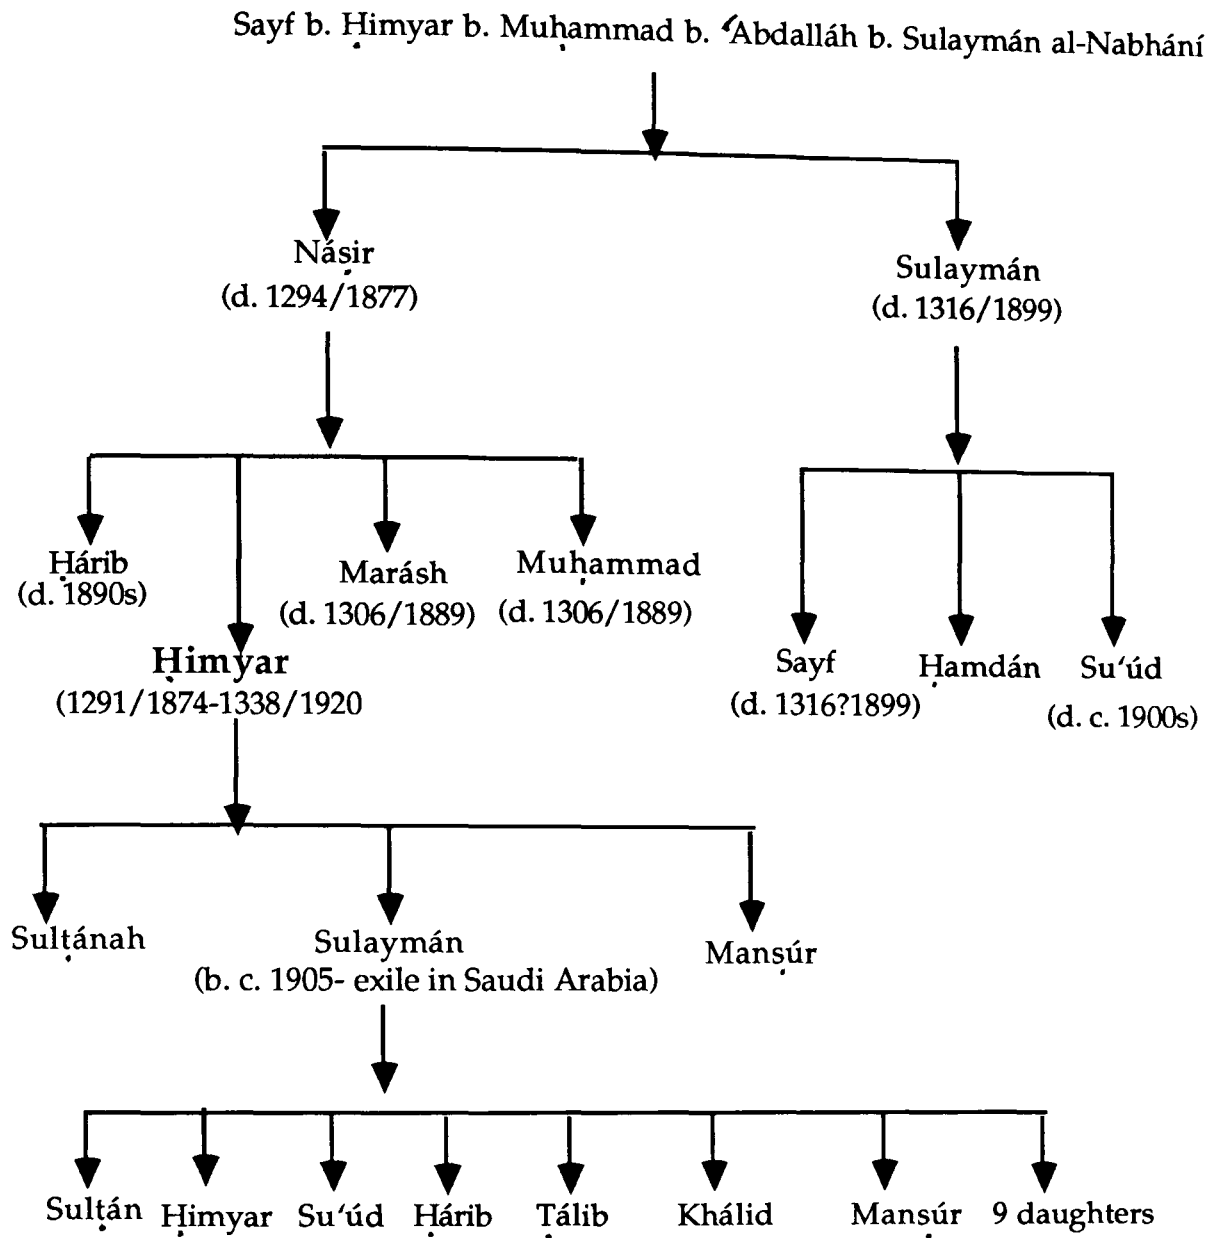 Sayf b. Ḥimyar b. Muḥammad b. ‘Abdalláh b. Sulaymán al-Nabhání
Náṣir
(d. 1294/1877)
Sulaymán
(d. 1316/1899)
Ḥárib
(d. 1890s)
Marásh
(d. 1306/1889)
Muḥammad
(d. 1306/1889)
Ḥimyar
(1291/1874-1338/1920
Sayf
(d. 1316?1899)
Ḥamdán
Su‘úd
(d. c. 1900s)
Sulṭánah
Sulaymán
(b. c. 1905- exile in Saudi Arabia)
Manṣúr
Sulṭán Ḥimyar Su‘úd Ḥárib Ṭálib Khálid Manṣúr 9 daughters